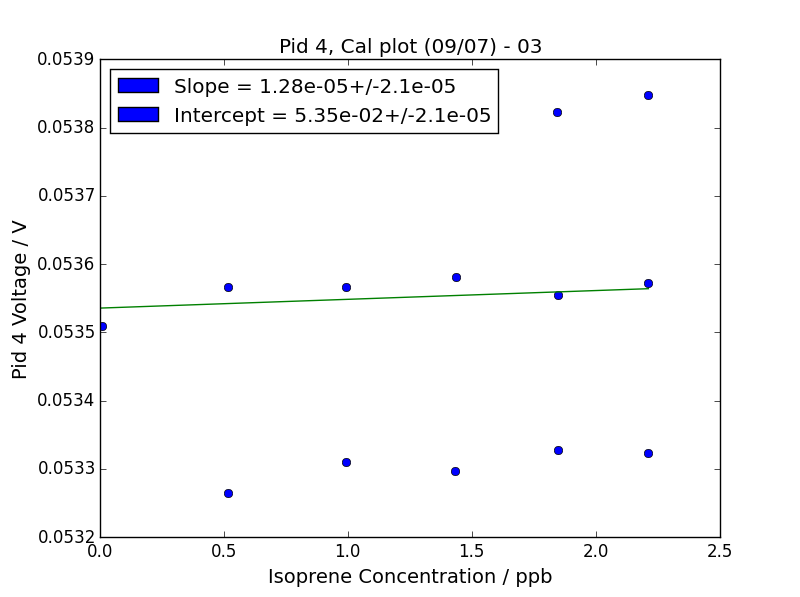 Pid 4, Cal plot (09/07) - 03
Slope = 1.28e-05+/-2.1e-05
Intercept = 5.35e-02+/-2.1e-05
Pid 4 Voltage / V
0.0539
0.0538
0.0537
0.0536
0.0535
0.0534
0.0533
0.0532
0.0 0.5 1.0 1.5 2.0 2.5
Isoprene Concentration / ppb